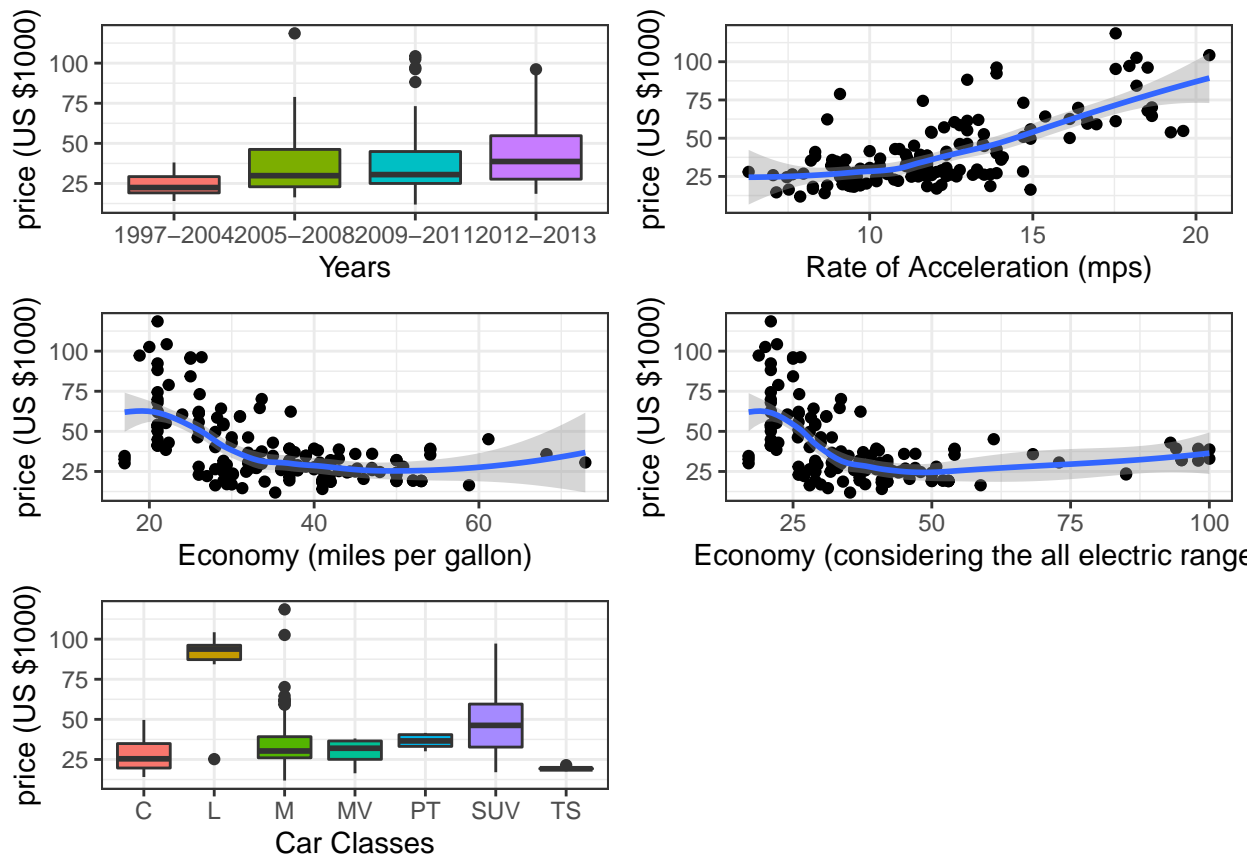 price (US $1000)
100
75
50
25
1997−2004
2005−2008
2009−2011
2012−2013
Years
price (US $1000)
100
75
50
25
10
15
20
Rate of Acceleration (mps)
price (US $1000)
100
75
50
25
20
40
60
Economy (miles per gallon)
price (US $1000)
100
75
50
25
25
50
75
100
Economy (considering the all electric range
price (US $1000)
100
75
50
25
C
L
M
MV
PT
SUV
TS
Car Classes